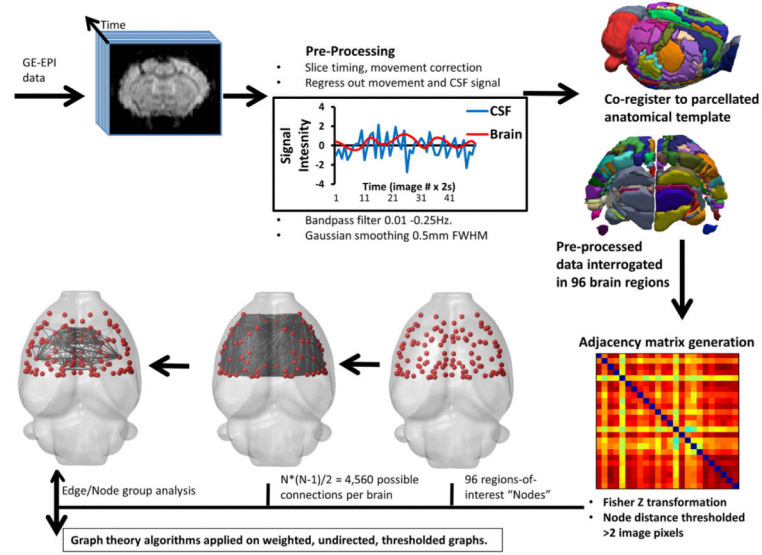 Time
GE-EPI
data
Pre-Processing
• Slice timing, movement correction
• Regress out movement and CSF signal
Signal
Intesnity
4
2
0
-2
-4
CSF
Brain
Time (image # x 2s)
1 11 21 31 41
• Bandpass filter 0.01 -0.25Hz.
• Gaussian smoothing 0.5mm FWHM
Co-register to parcellated
anatomical template
Pre-processed
data interrogated
in 96 brain regions
Adjacency matrix generation
• Fisher Z transformation
• Node distance thresholded
>2 image pixels
96 regions-of-
interest “Nodes”
N*(N-1)/2 = 4,560 possible
connections per brain
Edge/Node group analysis
Graph theory algorithms applied on weighted, undirected, thresholded graphs.